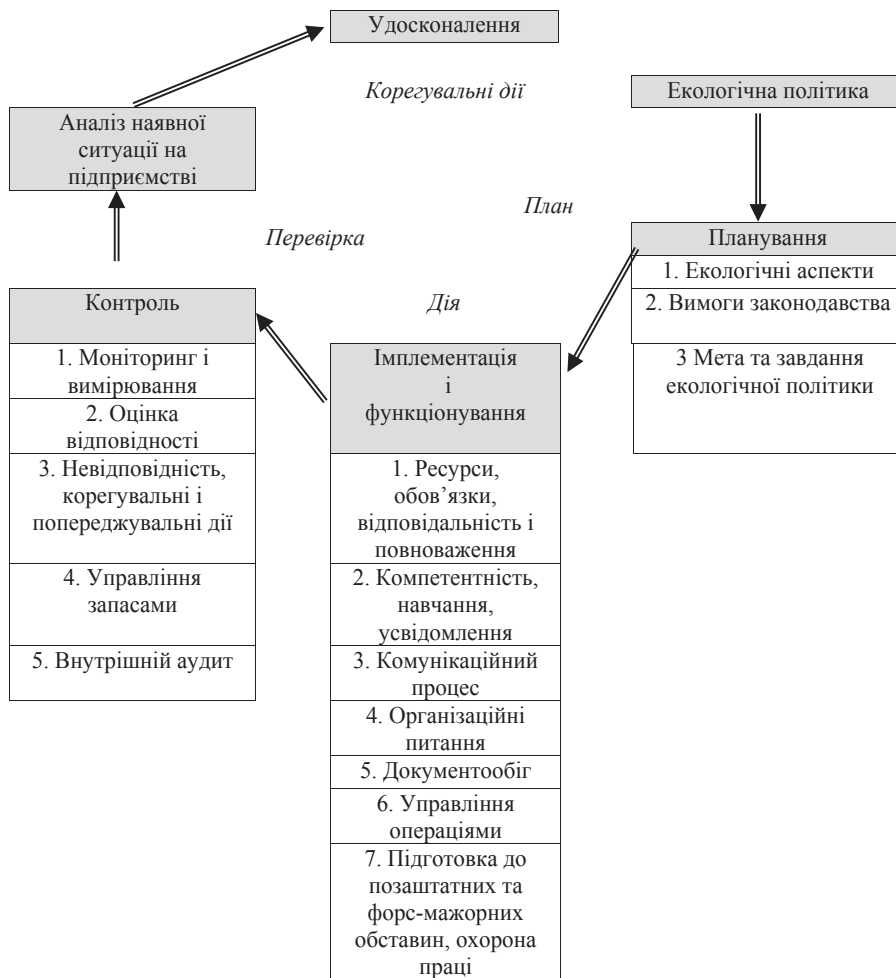 Удосконалення
Корегувальні дії
Екологічна політика
Аналіз наявної
ситуації на
підприємстві
План
Перевірка
Планування
1. Екологічні аспекти
2. Вимоги законодавства
3 Мета та завдання
екологічної політики
Дія
Контроль
1. Моніторинг і
вимірювання
2. Оцінка
відповідності
3. Невідповідність,
корегувальні і
попереджувальні дії
4. Управління
запасами
5. Внутрішній аудит
Імплементація
і
функціонування
1. Ресурси,
обов’язки,
відповідальність і
повноваження
2. Компетентність,
навчання,
усвідомлення
3. Комунікаційний
процес
4. Організаційні
питання
5. Документообіг
6. Управління
операціями
7. Підготовка до
позаштатних та
форс-мажорних
обставин, охорона
праці